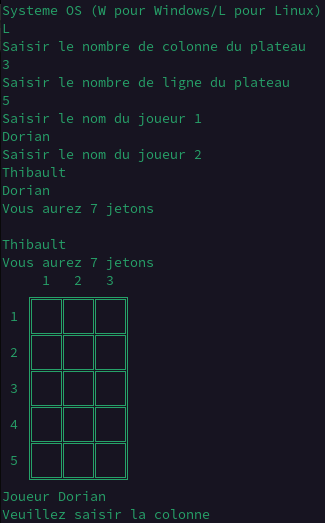 Systeme OS (W pour Windows/L pour Linux)
L
Saisir le nombre de colonne du plateau
3
Saisire le nombre de ligne du plateau
5
Saisir le nom du joueur 1
Dorian
Saisir le nom du joueur 2
Thibault
Dorian
Vous aurez 7 jetons
Thibault
Vous aurez 7 jetons
1 2 3
1
2
3
4
5
Joueur Dorian
Veuillez saisir la colonne